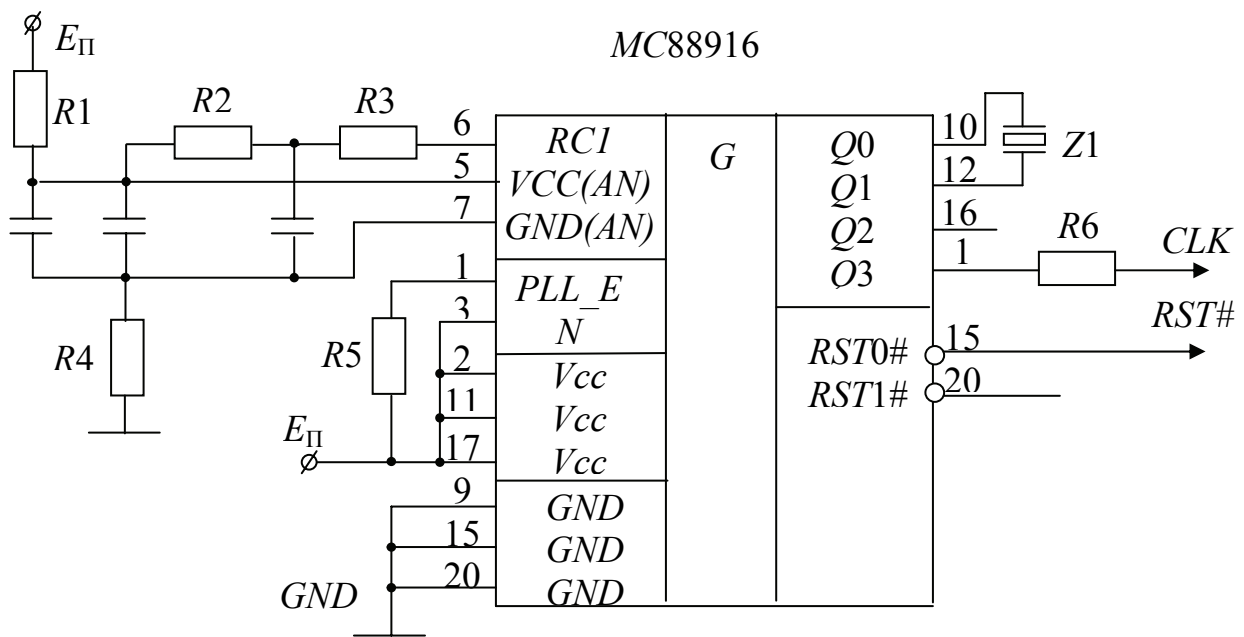 EП
MC88916
R1
R2
R3
6
RC1
G
Q0
10
Z1
5
VCC(AN)
Q1
12
7
GND(AN)
Q2
16
R6
CLK
Q3
1
1
PLL_E
3
N
RST#
R5
RST0#
15
R4
2
Vcc
RST1#
20
11
Vcc
EП
17
Vcc
9
GND
15
GND
20
GND
GND